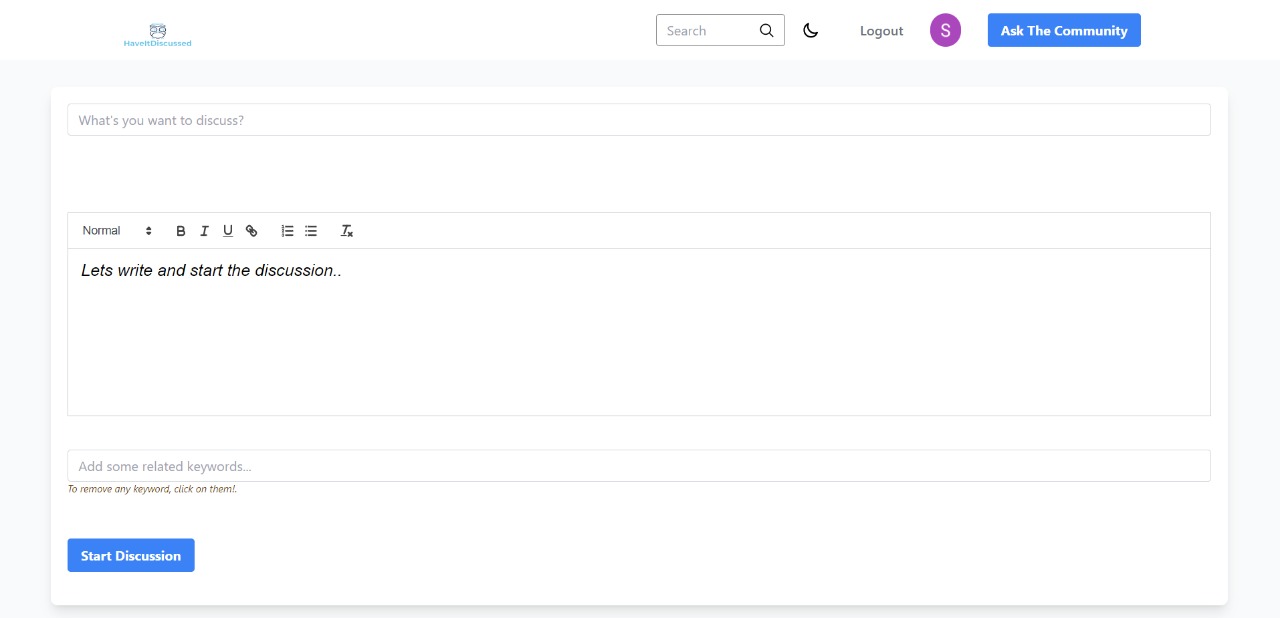 HaveItDiscussed
Search
Logout
S
Ask The Community
What's you want to discuss?
Normal
B I U
Lets write and start the discussion..
Add some related keywords...
To remove any keyword, click on them!.
Start Discussion